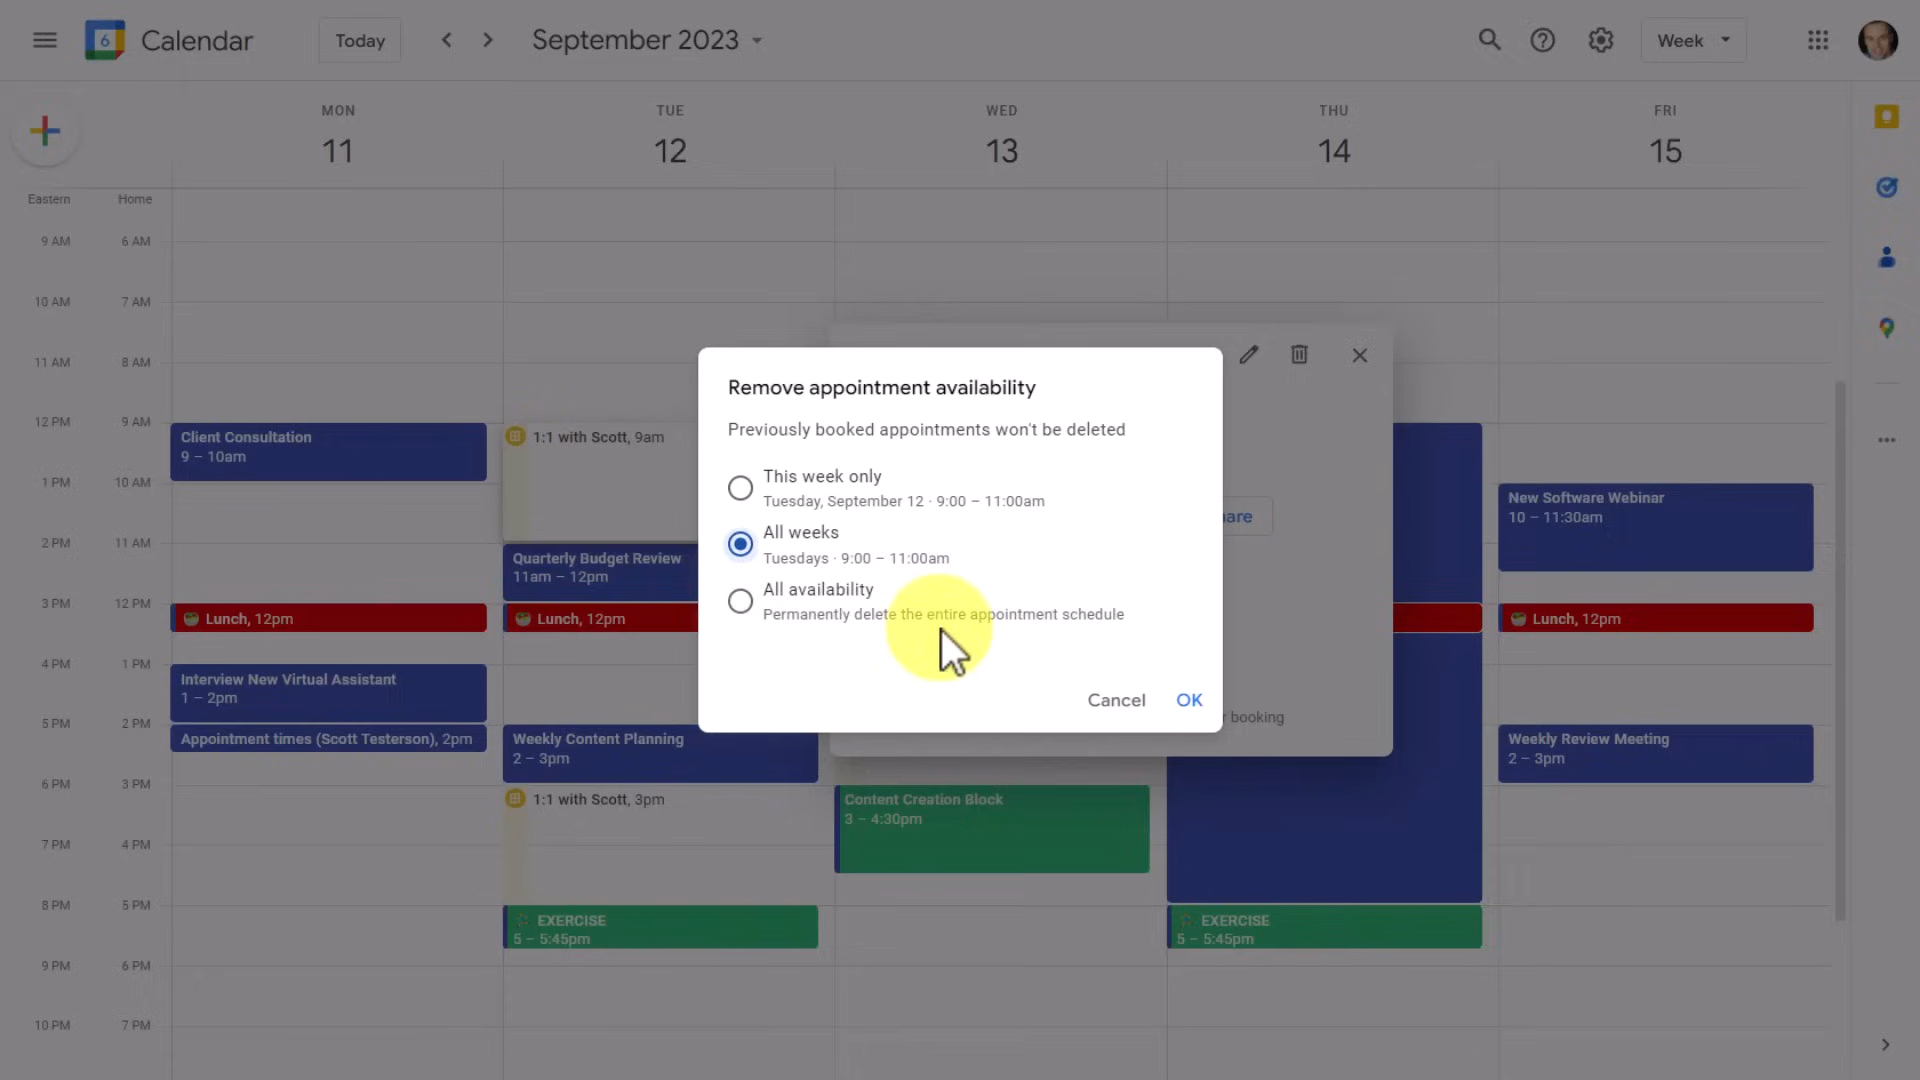 6 Calendar Today September 2023 Week
MON TUE WED THU FRI
11 12 13 14 15
Eastern Home
9 AM 6 AM
10 AM 7 AM
11 AM 8 AM
12 PM 9 AM
1 PM 10 AM
2 PM 11 AM
3 PM 12 PM
4 PM 1 PM
5 PM 2 PM
6 PM 3 PM
7 PM 4 PM
8 PM 5 PM
9 PM 6 PM
10 PM 7 PM
Client Consultation
9 – 10am
Lunch, 12pm
Interview New Virtual Assistant
1 – 2pm
Appointment times (Scott Testerson), 2pm
1:1 with Scott, 9am
Quarterly Budget Review
11am – 12pm
Lunch, 12pm
Weekly Content Planning
2 – 3pm
1:1 with Scott, 3pm
EXERCISE
5 – 5:45pm
Remove appointment availability
Previously booked appointments won't be deleted
This week only
Tuesday, September 12 · 9:00 – 11:00am
All weeks
Tuesdays · 9:00 – 11:00am
All availability
Permanently delete the entire appointment schedule
Cancel OK
are
booking
Content Creation Block
3 – 4:30pm
EXERCISE
5 – 5:45pm
New Software Webinar
10 – 11:30am
Lunch, 12pm
Weekly Review Meeting
2 – 3pm